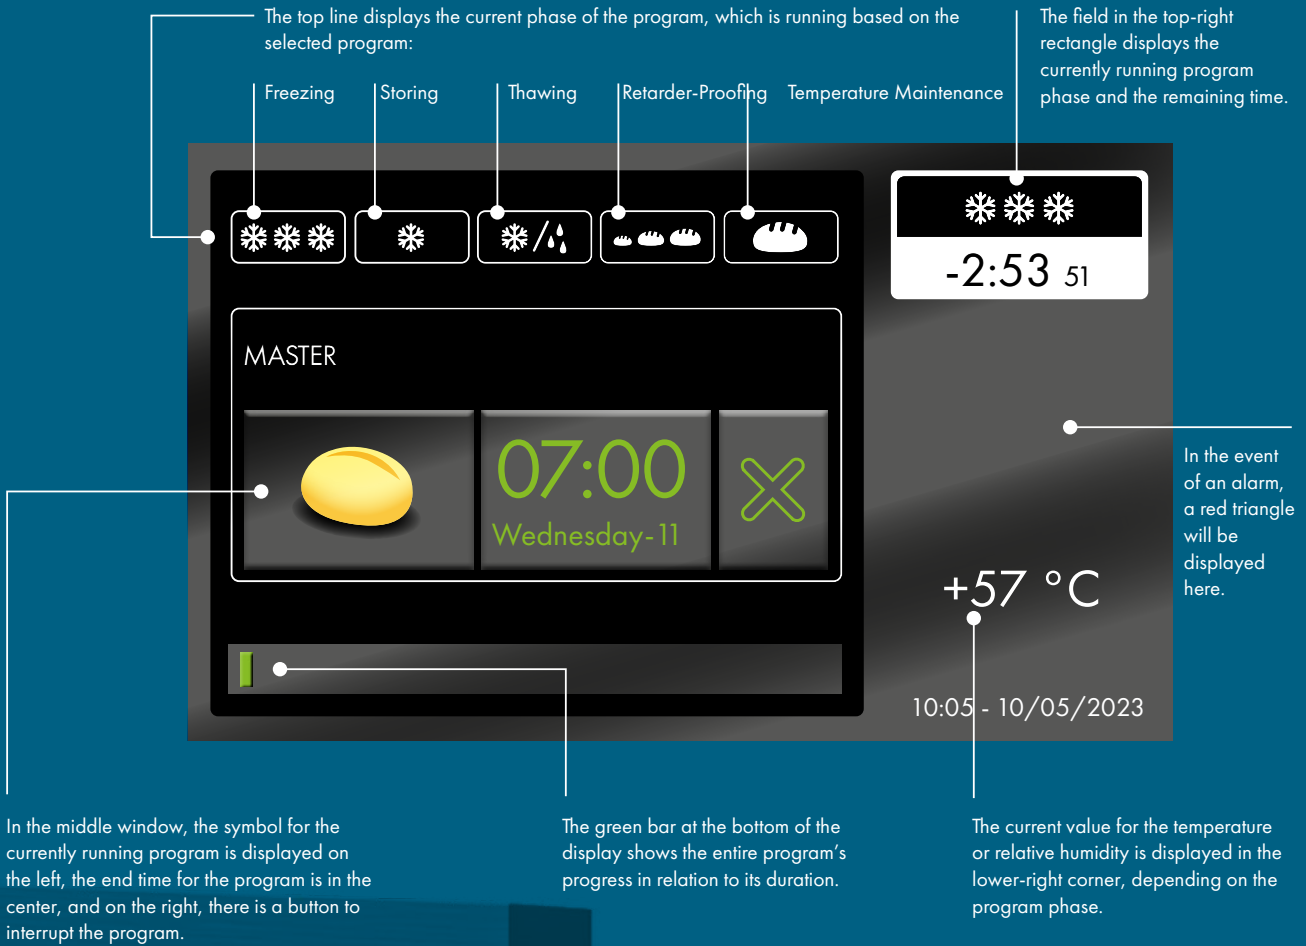 The top line displays the current phase of the program, which is running based on the
selected program:
The field in the top-right
rectangle displays the
currently running program
phase and the remaining time.
Freezing
Storing
Thawing
Retarder-Proofing
Temperature Maintenance
-2:53 51
MASTER
07:00
Wednesday-11
In the event
of an alarm,
a red triangle
will be
displayed
here.
+57 °C
10:05 - 10/05/2023
In the middle window, the symbol for the
currently running program is displayed on
the left, the end time for the program is in the
center, and on the right, there is a button to
interrupt the program.
The green bar at the bottom of the
display shows the entire program's
progress in relation to its duration.
The current value for the temperature
or relative humidity is displayed in the
lower-right corner, depending on the
program phase.